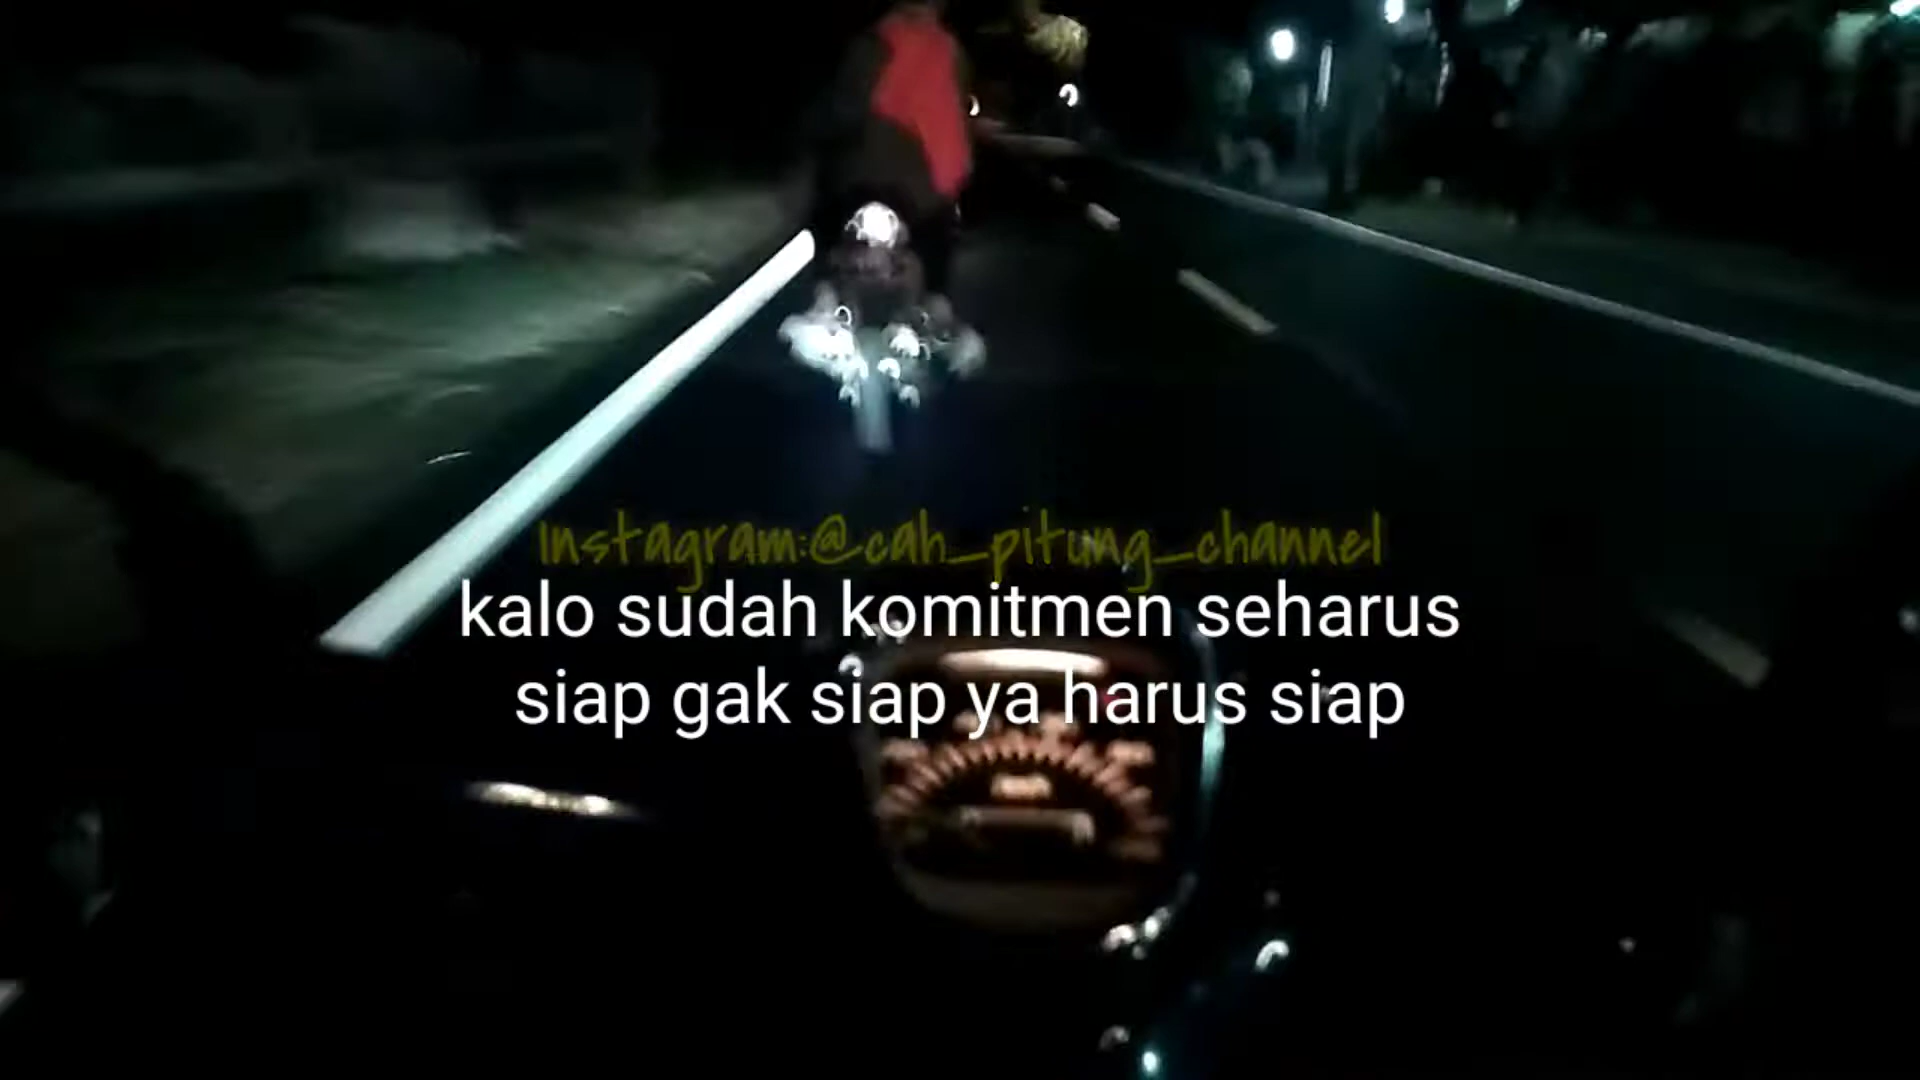 Instagram:@cah_pitung_channel
kalo sudah komitmen seharus
siap gak siap ya harus siap